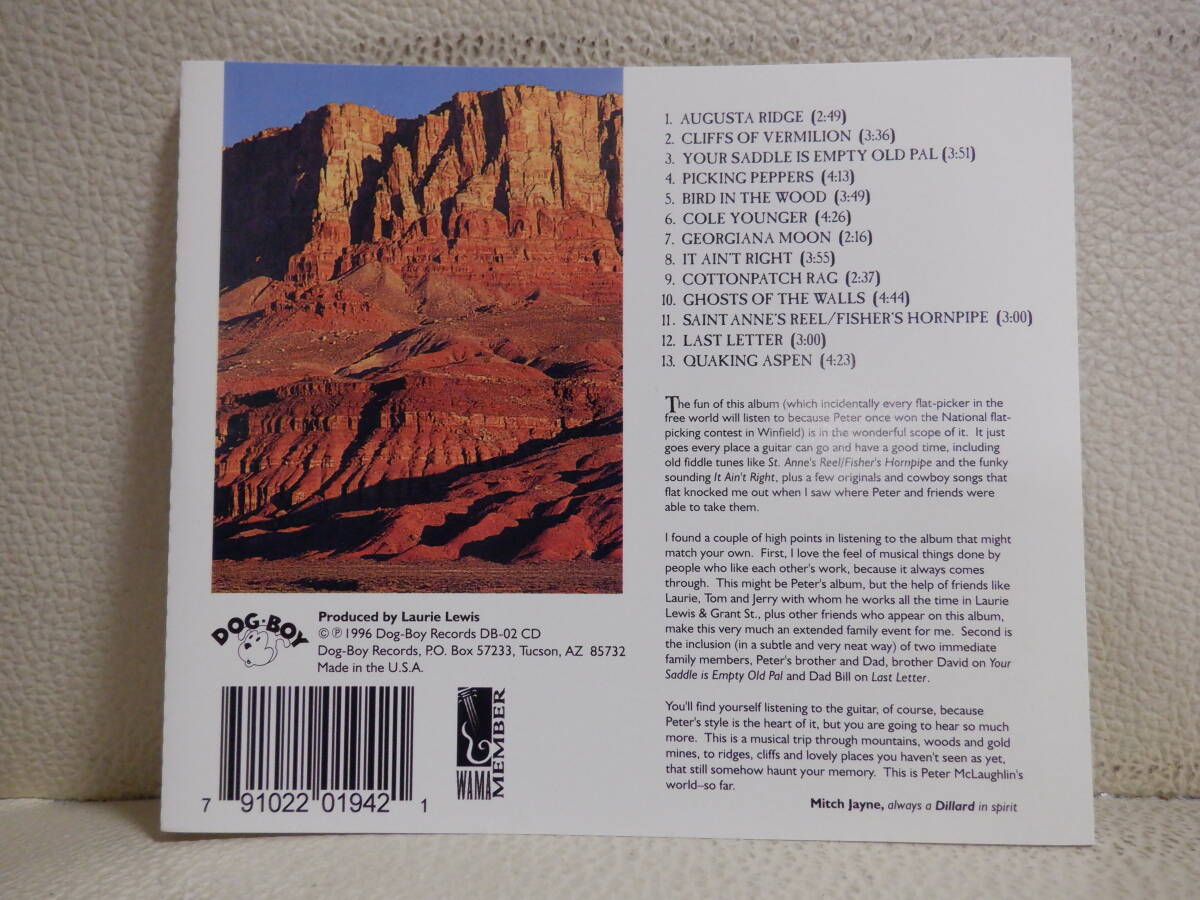 1. AUGUSTA RIDGE (2:49)
2. CLIFFS OF VERMILION (3:36)
3. YOUR SADDLE IS EMPTY OLD PAL (3:51)
4. PICKING PEPPERS (4:13)
5. BIRD IN THE WOOD (3:49)
6. COLE YOUNGER (4:26)
7. GEORGIANA MOON (2:16)
8. IT AIN'T RIGHT (3:55)
9. COTTONPATCH RAG (2:37)
10. GHOSTS OF THE WALLS (4:44)
11. SAINT ANNE'S REEL/FISHER'S HORNPIPE (3:00)
12. LAST LETTER (3:00)
13. QUAKING ASPEN (4:23)
The fun of this album (which incidentally every flat-picker in the
free world will listen to because Peter once won the National flat-
picking contest in Winfield) is in the wonderful scope of it. It just
goes every place a guitar can go and have a good time, including
old fiddle tunes like St. Anne's Reel/Fisher's Hornpipe and the funky
sounding It Ain't Right, plus a few originals and cowboy songs that
flat knocked me out when I saw where Peter and friends were
able to take them.
I found a couple of high points in listening to the album that might
match your own. First, I love the feel of musical things done by
people who like each other's work, because it always comes
through. This might be Peter's album, but the help of friends like
Laurie, Tom and Jerry with whom he works all the time in Laurie
Lewis & Grant St., plus other friends who appear on this album,
make this very much an extended family event for me. Second is
the inclusion (in a subtle and very neat way) of two immediate
family members, Peter's brother and Dad, brother David on Your
Saddle is Empty Old Pal and Dad Bill on Last Letter.
You'll find yourself listening to the guitar, of course, because
Peter's style is the heart of it, but you are going to hear so much
more. This is a musical trip through mountains, woods and gold
mines, to ridges, cliffs and lovely places you haven't seen as yet,
that still somehow haunt your memory. This is Peter McLaughlin's
world--so far.
Mitch Jayne, always a Dillard in spirit
DOG-BOY
Produced by Laurie Lewis
© ℗ 1996 Dog-Boy Records DB-02 CD
Dog-Boy Records, P.O. Box 57233, Tucson, AZ 85732
Made in the U.S.A.
7 91022 01942 1
WAMA
MEMBER